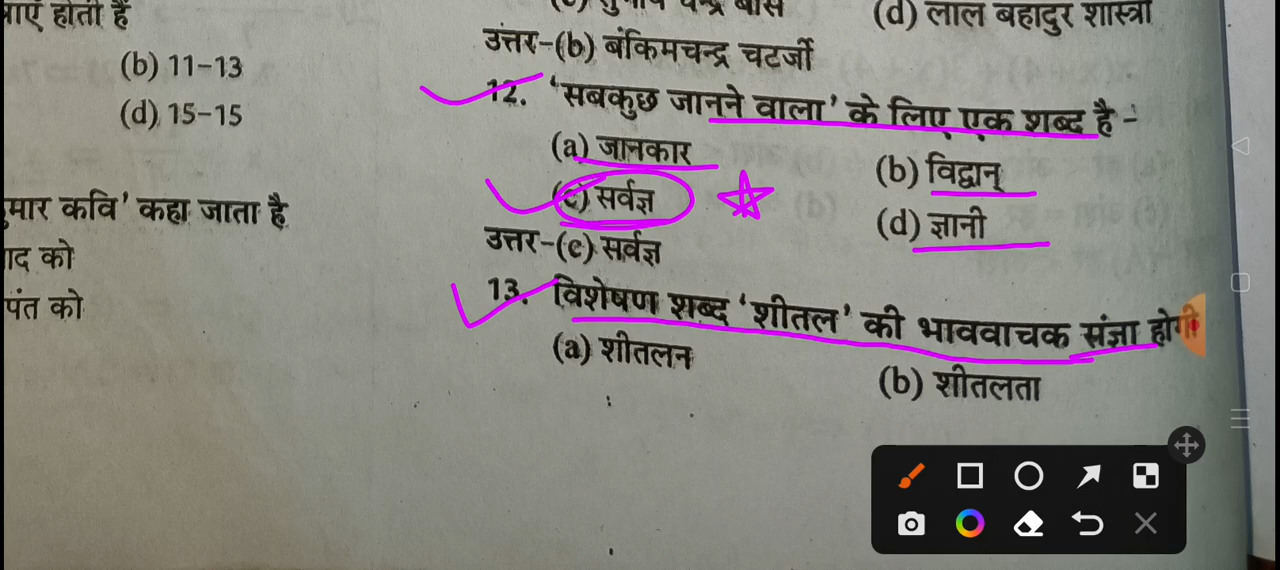 नाएं होती हैं
(b) 11-13
(d) 15-15
मार कवि' कहा जाता है
पंत को
(d) लाल बहादुर शास्त्री
उत्तर-(b) बंकिमचन्द्र चटर्जी
12. 'सबकुछ जानने वाला' के लिए एक शब्द है -
(a) जानकार
(b) विद्वान्
(c) सर्वज्ञ
(d) ज्ञानी
उत्तर-(c) सर्वज्ञ
13. विशेषण शब्द 'शीतल' की भाववाचक संज्ञा होगी
(a) शीतलन
(b) शीतलता